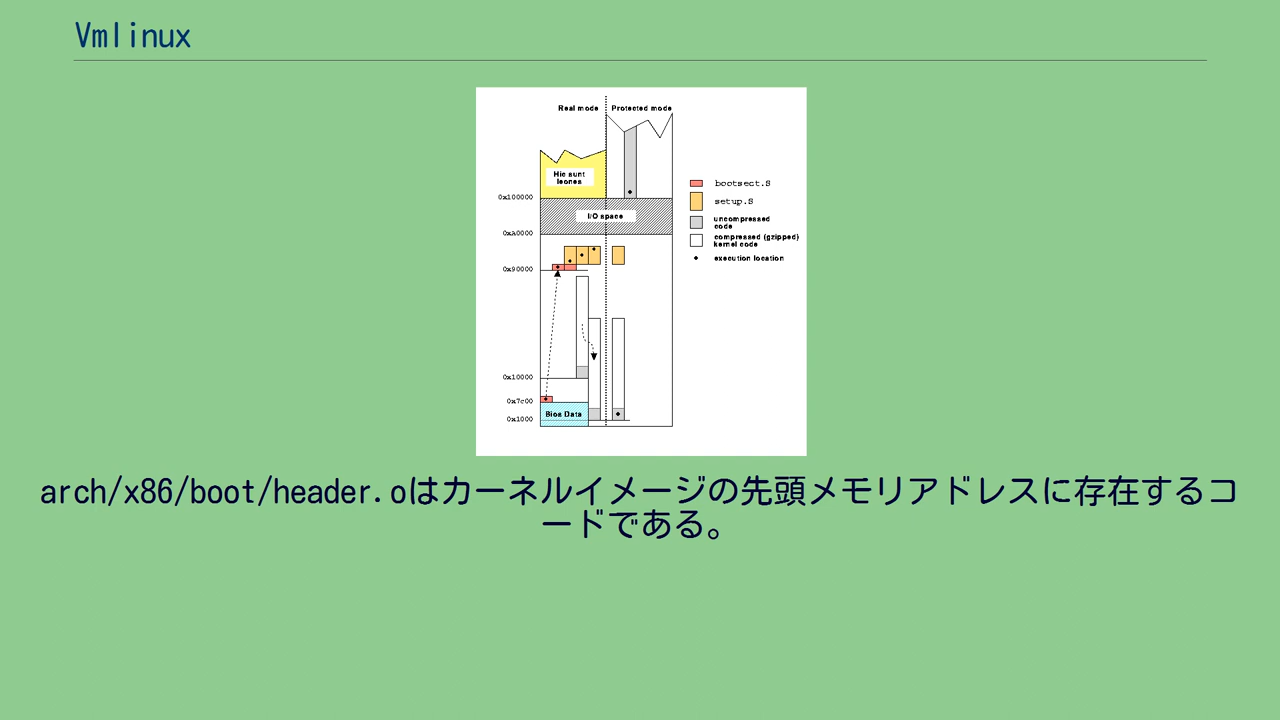 Vmlinux
Real mode
Protected mode
Hic sunt
leones
0x100000
I/O space
0xA0000
0x90000
0x10000
0x7c00
Bios Data
0x1000
bootsect.S
setup.S
uncompressed
code
compressed (gzipped)
kernel code
execution location
arch/x86/boot/header.oはカーネルイメージの先頭メモリアドレスに存在するコ
ードである。